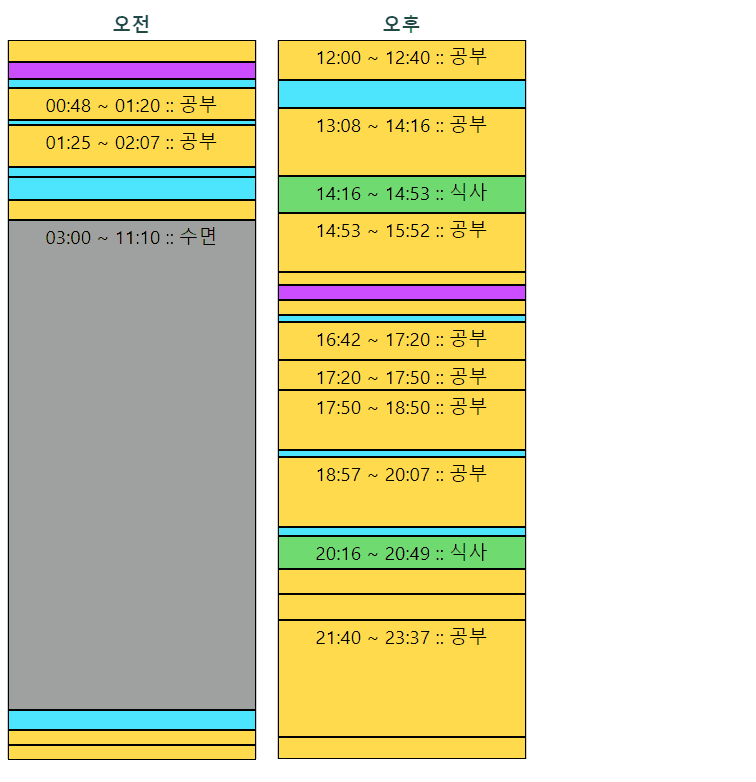 오전
00:48 ~ 01:20 :: 공부
01:25 ~ 02:07 :: 공부
03:00 ~ 11:10 :: 수면
오후
12:00 ~ 12:40 :: 공부
13:08 ~ 14:16 :: 공부
14:16 ~ 14:53 :: 식사
14:53 ~ 15:52 :: 공부
16:42 ~ 17:20 :: 공부
17:20 ~ 17:50 :: 공부
17:50 ~ 18:50 :: 공부
18:57 ~ 20:07 :: 공부
20:16 ~ 20:49 :: 식사
21:40 ~ 23:37 :: 공부